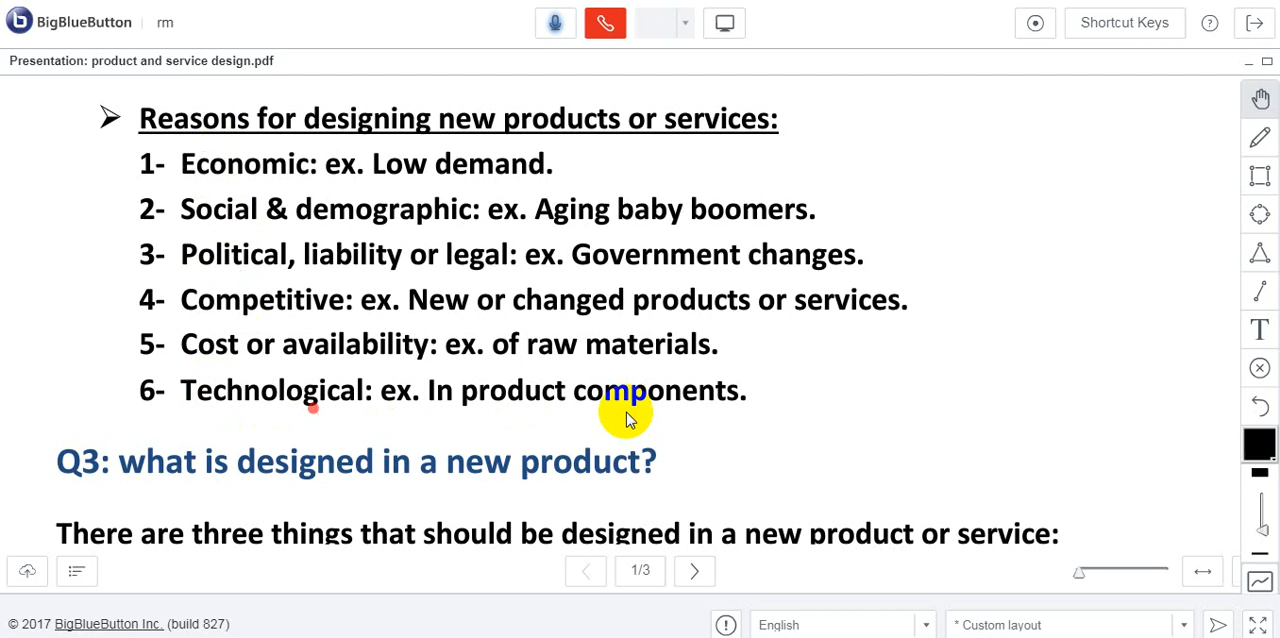 BigBlueButton rm
Shortcut Keys
Presentation: product and service design.pdf
➢ Reasons for designing new products or services:
1- Economic: ex. Low demand.
2- Social & demographic: ex. Aging baby boomers.
3- Political, liability or legal: ex. Government changes.
4- Competitive: ex. New or changed products or services.
5- Cost or availability: ex. of raw materials.
6- Technological: ex. In product components.
Q3: what is designed in a new product?
There are three things that should be designed in a new product or service:
1/3
© 2017 BigBlueButton Inc. (build 827)
English
* Custom layout